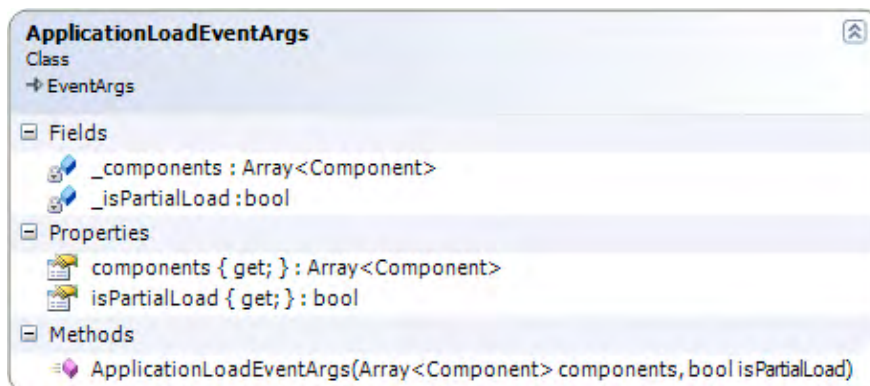 ApplicationLoadEventArgs
Class
EventArgs
Fields
_components : Array<Component>
_isPartialLoad :bool
Properties
components { get; } : Array<Component>
isPartialLoad { get; } : bool
Methods
ApplicationLoadEventArgs(Array<Component> components, bool isPartialLoad)